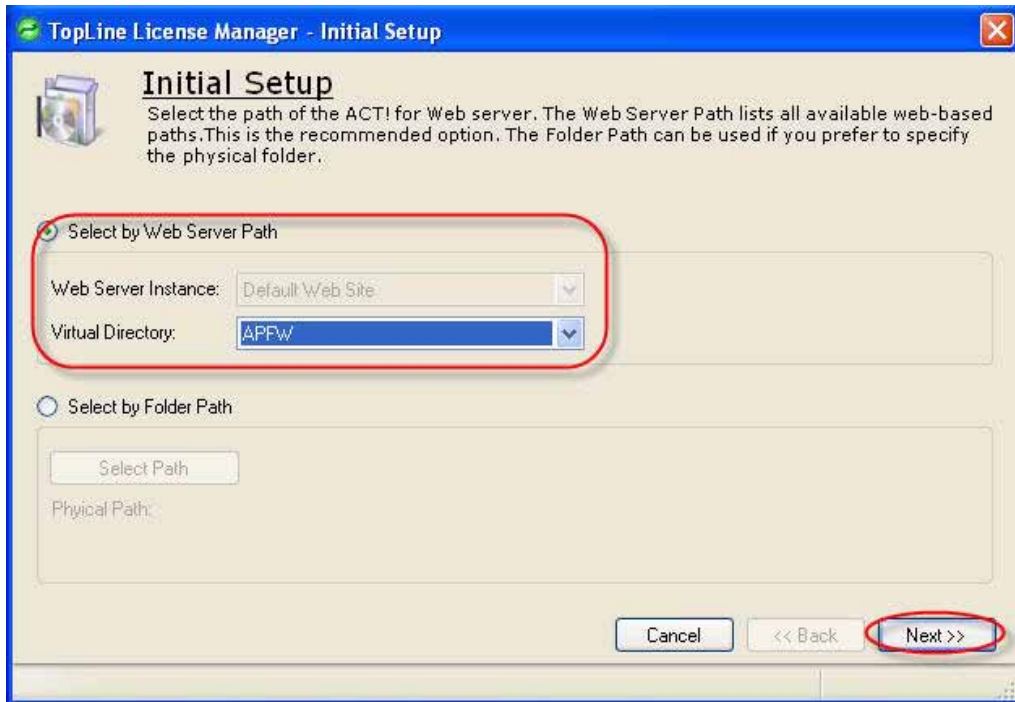 TopLine License Manager - Initial Setup
Initial Setup
Select the path of the ACT! for Web server. The Web Server Path lists all available web-based
paths.This is the recommended option. The Folder Path can be used if you prefer to specify
the physical folder.
Select by Web Server Path
Web Server Instance: Default Web Site
Virtual Directory: APFW
Select by Folder Path
Select Path
Phyical Path:
Cancel << Back Next >>